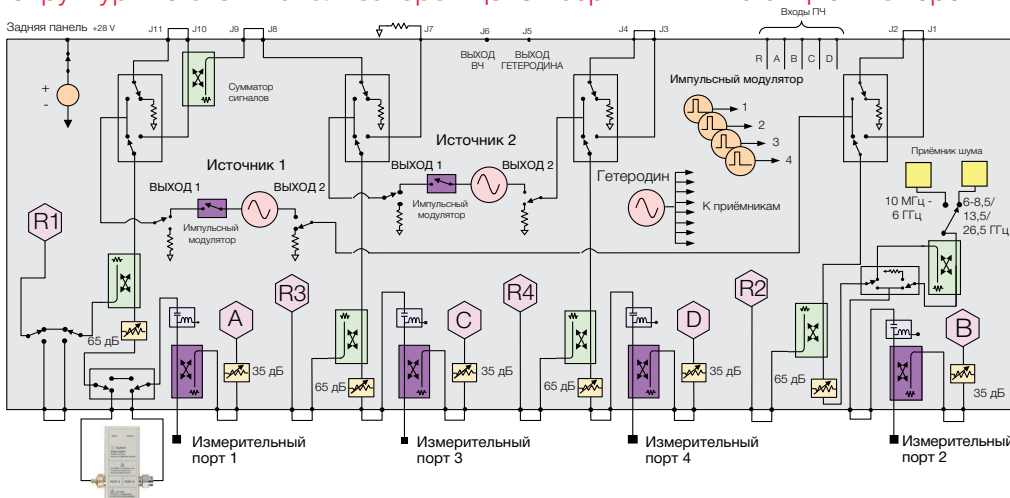 Задняя панель +28 V J11 J10 J9 J8 J7 J6 J5 J4 J3 Входы ПЧ J2 J1
ВЫХОД ВЧ
ВЫХОД ГЕТЕРОДИНА
R A B C D
+
-
Сумматор сигналов
Импульсный модулятор
1
2
3
4
Источник 1
Источник 2
Приёмник шума
ВЫХОД 1
ВЫХОД 2
ВЫХОД 1
ВЫХОД 2
Гетеродин
К приёмникам
10 МГц - 6 ГГц
6-8,5/ 13,5/ 26,5 ГГц
Импульсный модулятор
Импульсный модулятор
R1
R3
R4
R2
A
C
D
B
65 дБ
35 дБ
65 дБ
35 дБ
65 дБ
35 дБ
65 дБ
35 дБ
Измерительный порт 1
Измерительный порт 3
Измерительный порт 4
Измерительный порт 2